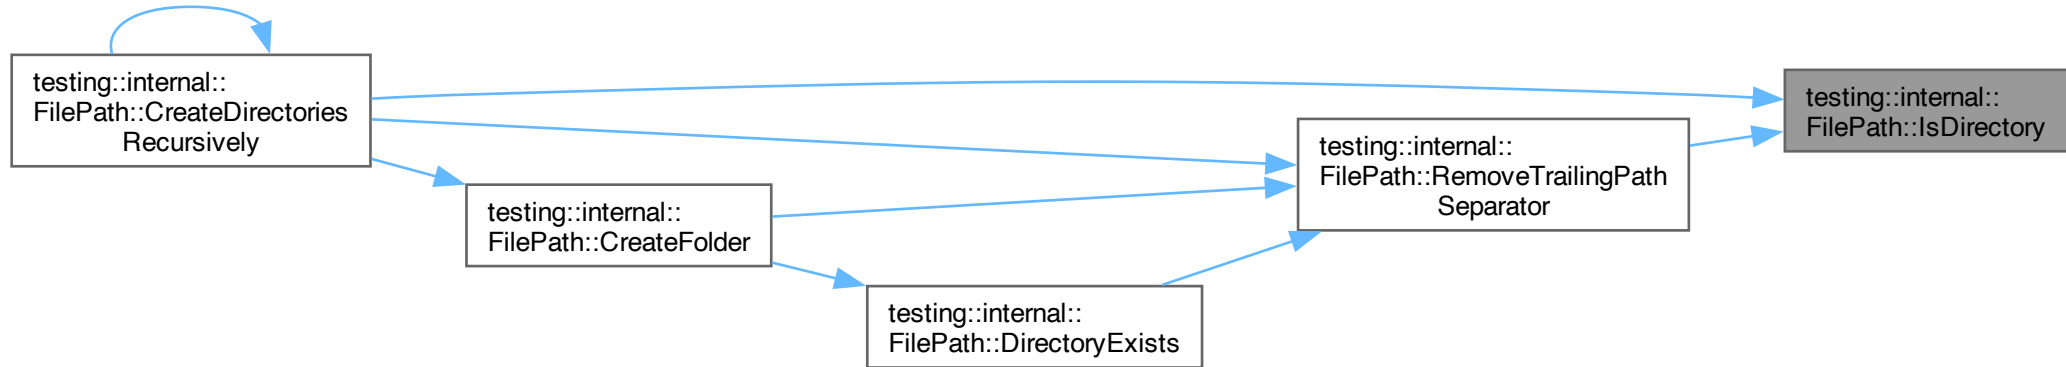 testing::internal::
FilePath::CreateDirectories
Recursively
testing::internal::
FilePath::CreateFolder
testing::internal::
FilePath::DirectoryExists
testing::internal::
FilePath::RemoveTrailingPath
Separator
testing::internal::
FilePath::IsDirectory